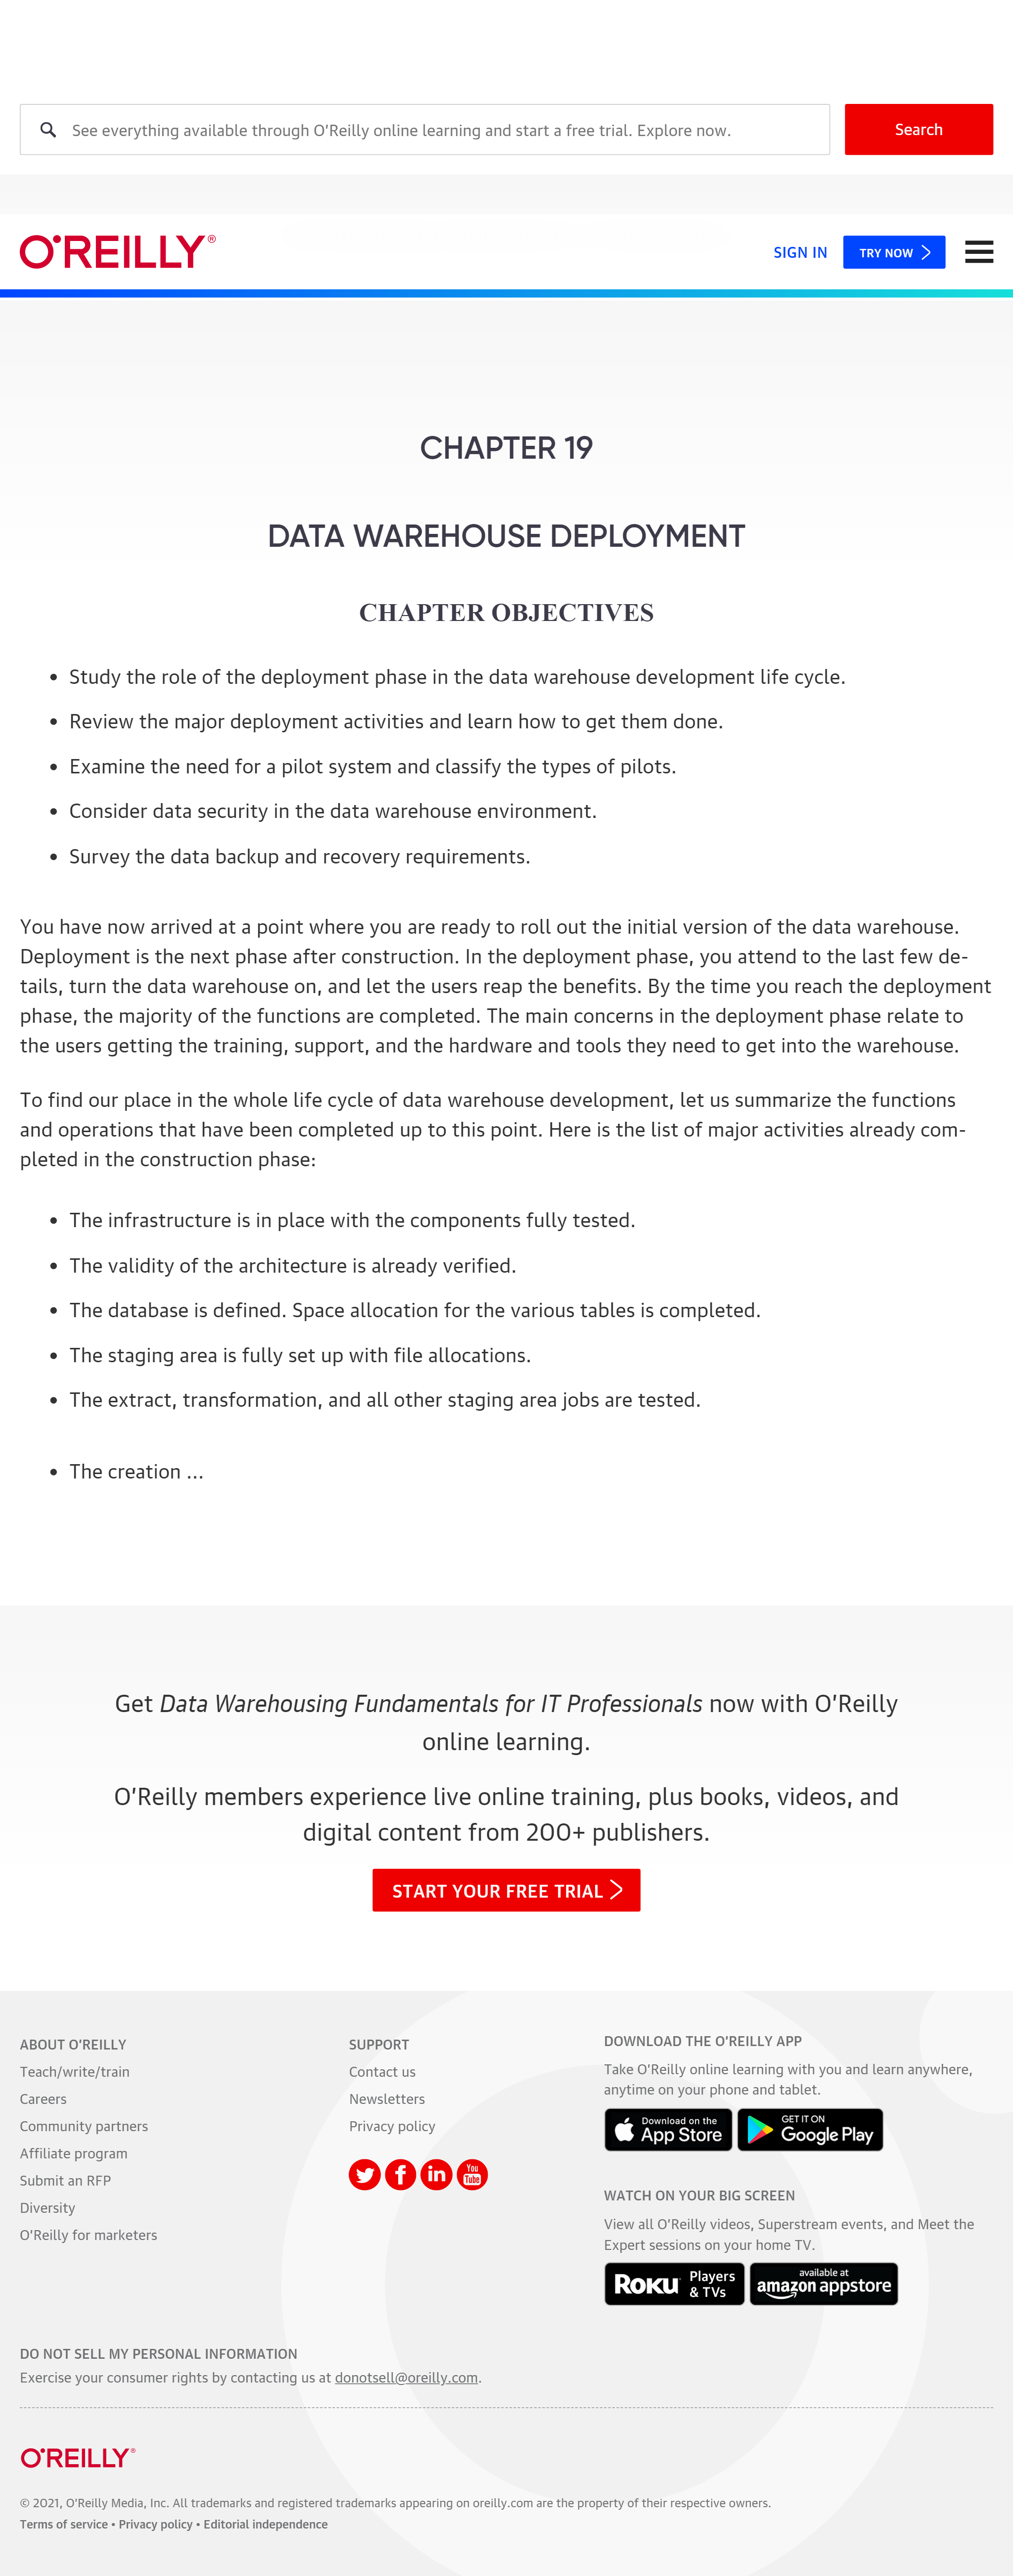 See everything available through O’Reilly online learning and start a free trial. Explore now.
Search
O'REILLY®
SIGN IN
TRY NOW
CHAPTER 19
DATA WAREHOUSE DEPLOYMENT
CHAPTER OBJECTIVES
• Study the role of the deployment phase in the data warehouse development life cycle.
• Review the major deployment activities and learn how to get them done.
• Examine the need for a pilot system and classify the types of pilots.
• Consider data security in the data warehouse environment.
• Survey the data backup and recovery requirements.
You have now arrived at a point where you are ready to roll out the initial version of the data warehouse.
Deployment is the next phase after construction. In the deployment phase, you attend to the last few de-
tails, turn the data warehouse on, and let the users reap the benefits. By the time you reach the deployment
phase, the majority of the functions are completed. The main concerns in the deployment phase relate to
the users getting the training, support, and the hardware and tools they need to get into the warehouse.
To find our place in the whole life cycle of data warehouse development, let us summarize the functions
and operations that have been completed up to this point. Here is the list of major activities already com-
pleted in the construction phase:
• The infrastructure is in place with the components fully tested.
• The validity of the architecture is already verified.
• The database is defined. Space allocation for the various tables is completed.
• The staging area is fully set up with file allocations.
• The extract, transformation, and all other staging area jobs are tested.
• The creation ...
Get Data Warehousing Fundamentals for IT Professionals now with O’Reilly
online learning.
O’Reilly members experience live online training, plus books, videos, and
digital content from 200+ publishers.
START YOUR FREE TRIAL
ABOUT O’REILLY
Teach/write/train
Careers
Community partners
Affiliate program
Submit an RFP
Diversity
O’Reilly for marketers
SUPPORT
Contact us
Newsletters
Privacy policy
You
Tube
DOWNLOAD THE O’REILLY APP
Take O’Reilly online learning with you and learn anywhere,
anytime on your phone and tablet.
Download on the
App Store
GET IT ON
Google Play
WATCH ON YOUR BIG SCREEN
View all O’Reilly videos, Superstream events, and Meet the
Expert sessions on your home TV.
Roku Players
& TVs
available at
amazon appstore
DO NOT SELL MY PERSONAL INFORMATION
Exercise your consumer rights by contacting us at donotsell@oreilly.com.
O'REILLY®
© 2021, O’Reilly Media, Inc. All trademarks and registered trademarks appearing on oreilly.com are the property of their respective owners.
Terms of service • Privacy policy • Editorial independence